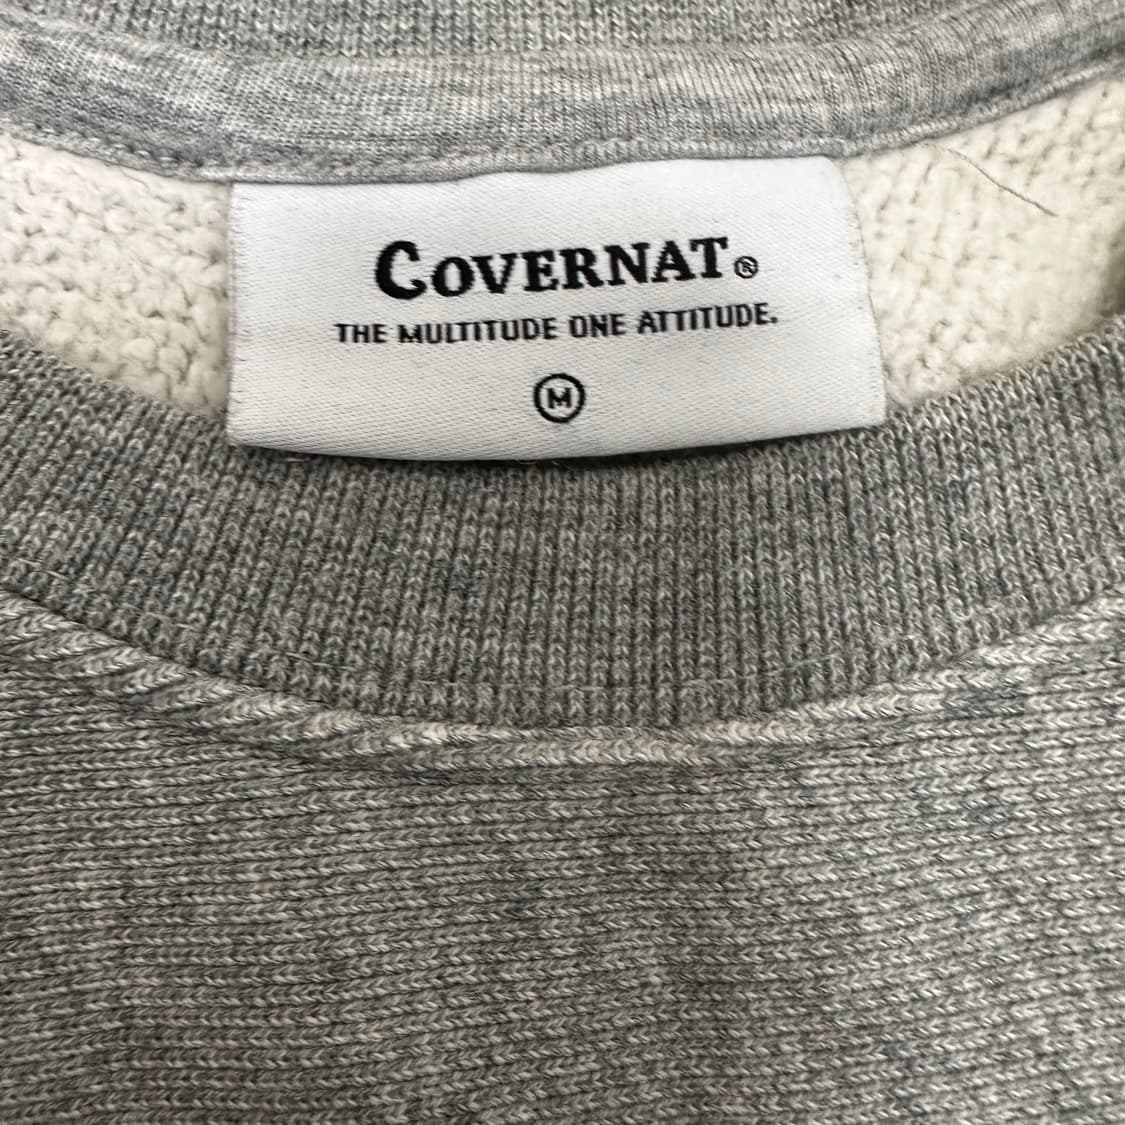 COVERNAT®
THE MULTITUDE ONE ATTITUDE.
M